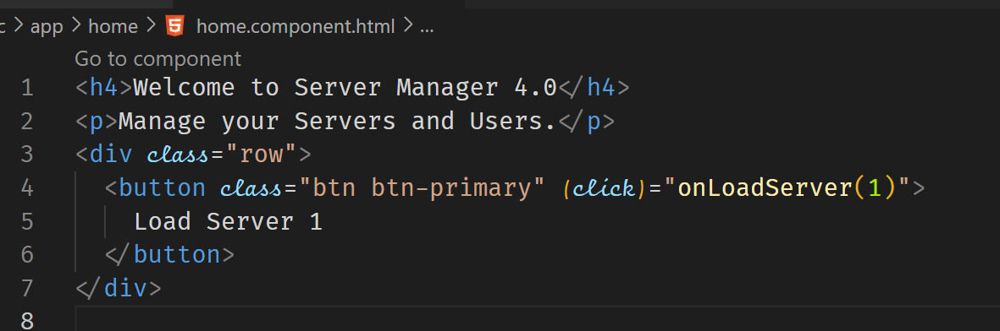 c > app > home > home.component.html > ...
Go to component
1 <h4>Welcome to Server Manager 4.0</h4>
2 <p>Manage your Servers and Users.</p>
3 <div class="row">
4 <button class="btn btn-primary" (click)="onLoadServer(1)">
5 Load Server 1
6 </button>
7 </div>
8